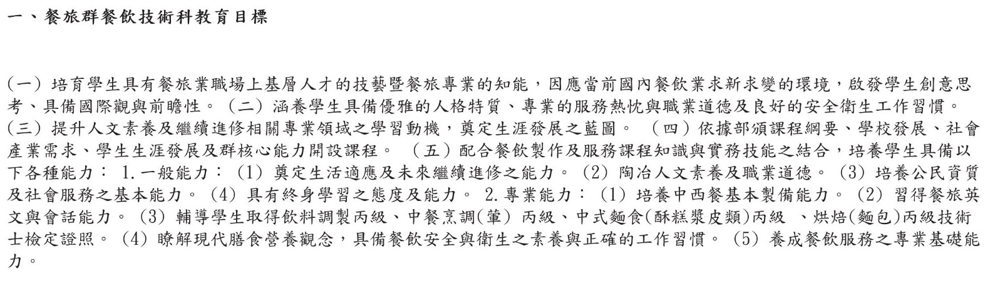 一、餐旅群餐飲技術科教育目標
(一) 培育學生具有餐旅業職場上基層人才的技藝暨餐旅專業的知能，因應當前國內餐飲業求新求變的環境，啟發學生創意思
考、具備國際觀與前瞻性。 (二) 涵養學生具備優雅的人格特質、專業的服務熱忱與職業道德及良好的安全衛生工作習慣。
(三) 提升人文素養及繼續進修相關專業領域之學習動機，奠定生涯發展之藍圖。 （四）依據部頒課程綱要、學校發展、社會
產業需求、學生生涯發展及群核心能力開設課程。 （五）配合餐飲製作及服務課程知識與實務技能之結合，培養學生具備以
下各種能力： 1.一般能力： (1) 奠定生活適應及未來繼續進修之能力。 (2) 陶冶人文素養及職業道德。 (3) 培養公民資質
及社會服務之基本能力。 (4) 具有終身學習之態度及能力。 2.專業能力： (1) 培養中西餐基本製備能力。 (2) 習得餐旅英
文與會話能力。 (3) 輔導學生取得飲料調製丙級、中餐烹調(葷) 丙級、中式麵食(酥糕漿皮類)丙級 、烘焙(麵包)丙級技術
士檢定證照。 (4) 瞭解現代膳食營養觀念，具備餐飲安全與衛生之素養與正確的工作習慣。 (5) 養成餐飲服務之專業基礎能
力。